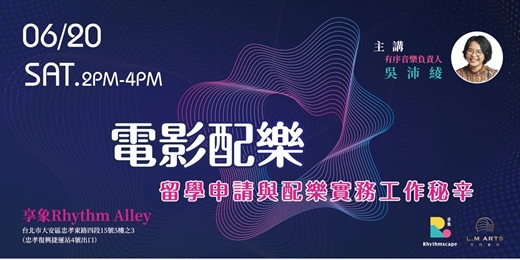 06/20
SAT.2PM-4PM
主講
有序音樂負責人
吳沛綾
電影配樂
留學申請與配樂實務工作秘辛
享象Rhythm Alley
台北市大安區忠孝東路四段15號5樓之3
(忠孝復興捷運站4號出口)
享象
Rhythmscape
L.M ARTS